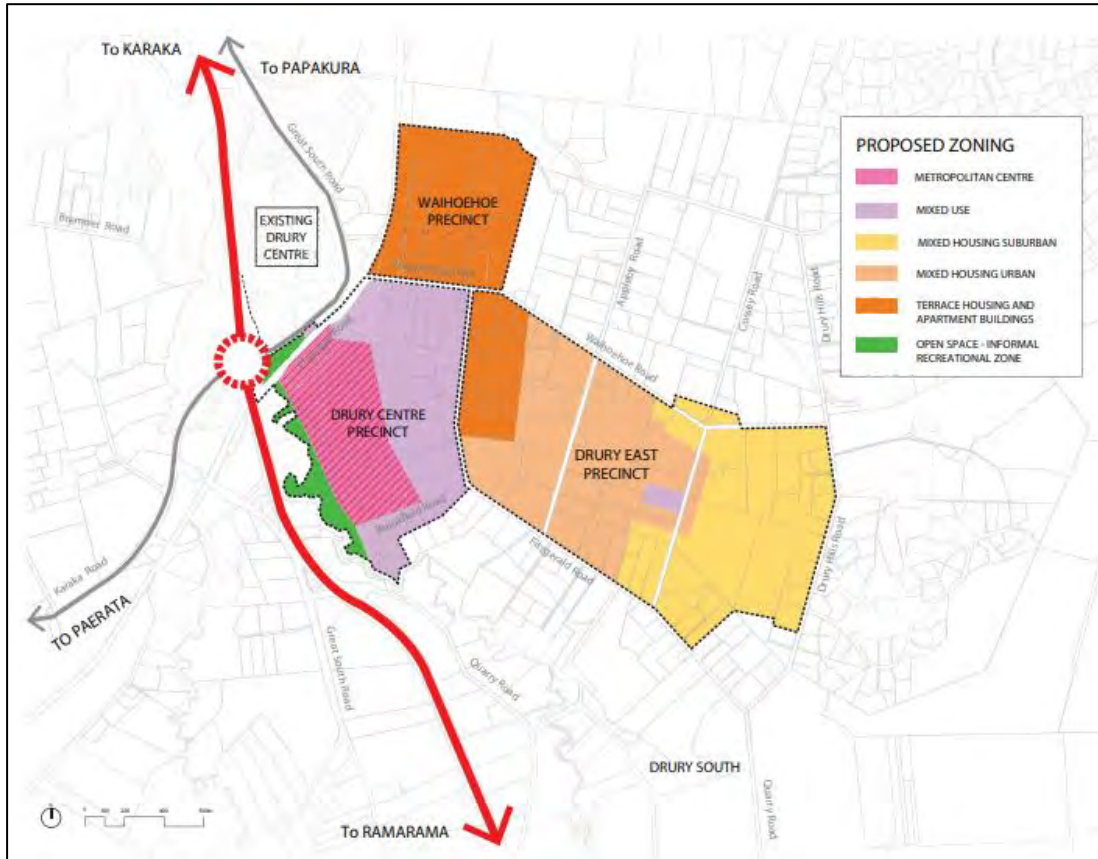 To KARAKA
To PAPAKURA
Great South Road
Bremner Road
EXISTING
DRURY
CENTRE
WAIHOEHOE
PRECINCT
Waihoehoe Road
Appleby Road
Cossey Road
Drury Hills Road
Waihoehoe Road
DRURY CENTRE
PRECINCT
DRURY EAST
PRECINCT
Fitzgerald Road
Drury Hills Road
Karaka Road
TO PAERATA
Great South Road
Quarry Road
DRURY SOUTH
Quarry Road
To RAMARAMA
PROPOSED ZONING
METROPOLITAN CENTRE
MIXED USE
MIXED HOUSING SUBURBAN
MIXED HOUSING URBAN
TERRACE HOUSING AND
APARTMENT BUILDINGS
OPEN SPACE - INFORMAL
RECREATIONAL ZONE